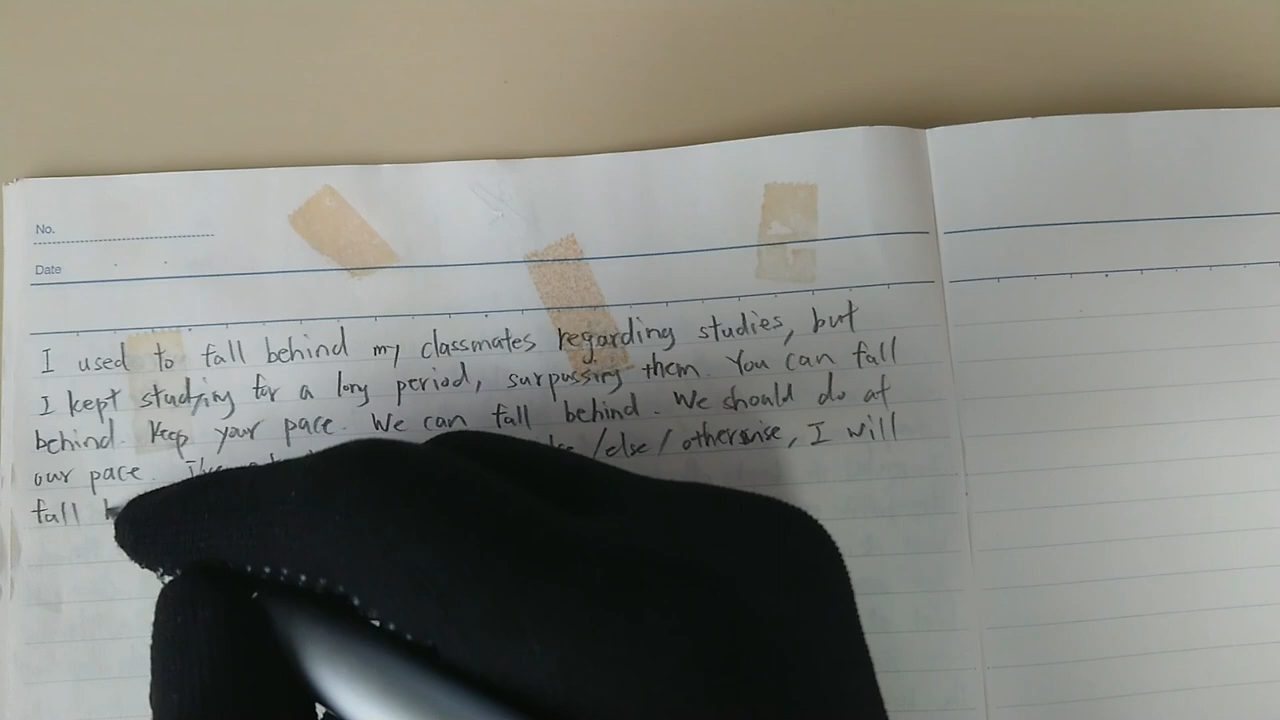 No.
Date
I used to fall behind my classmates regarding studies, but
I kept studying for a long period, surpassing them. You can fall
behind. Keep your pace. We can fall behind. We should do at
our pace. /else/otherwise, I will
fall